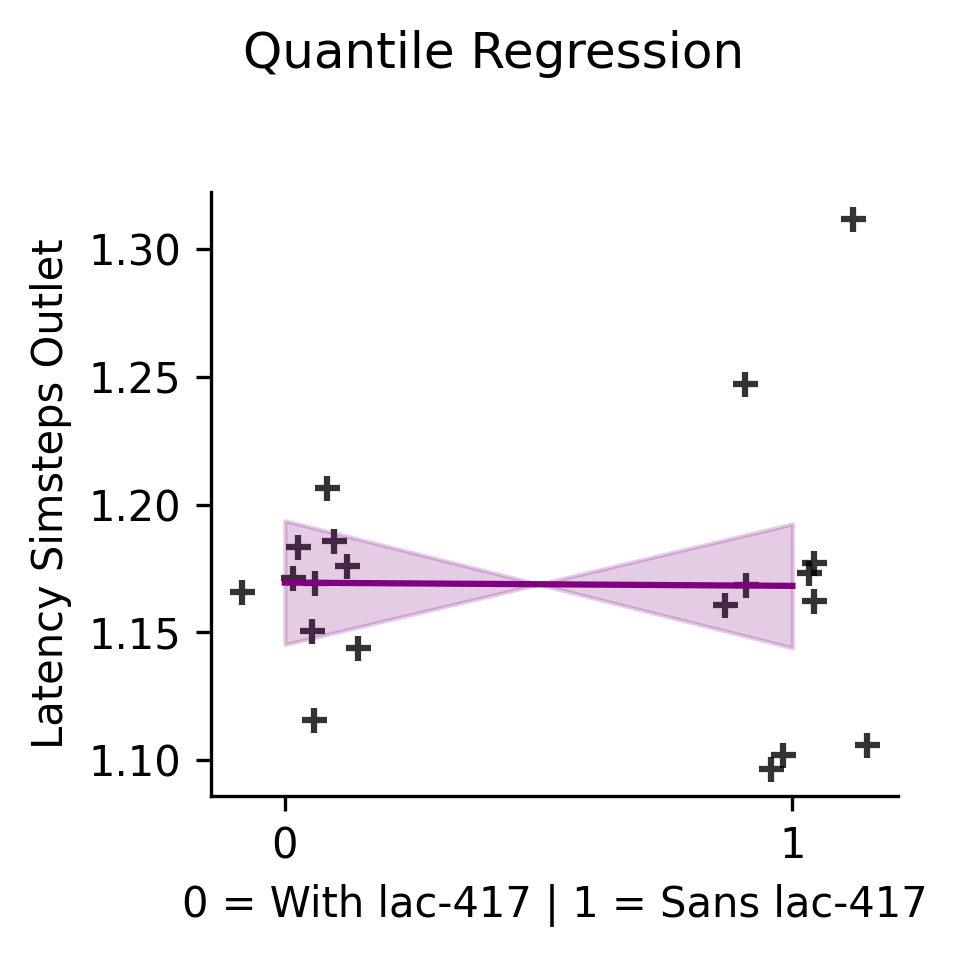 Quantile Regression
Latency Simsteps Outlet
1.30
1.25
1.20
1.15
1.10
0
1
0 = With lac-417 | 1 = Sans lac-417